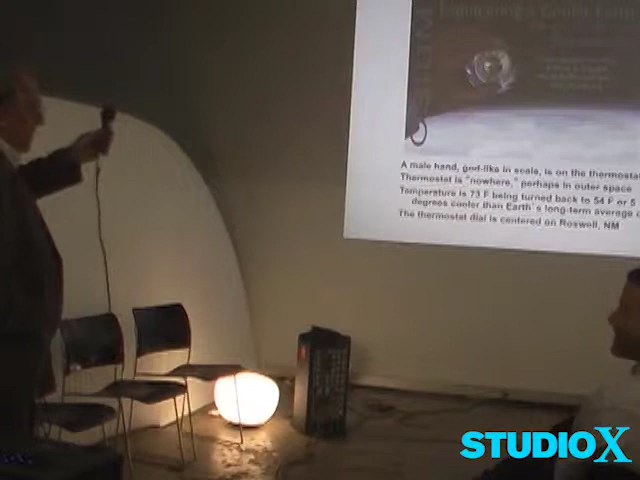 A male hand, god-like in scale, is on the thermostat
Thermostat is "nowhere," perhaps in outer space
Temperature is 73 F being turned back to 54 F or 5
degrees cooler than Earth's long-term average
The thermostat dial is centered on Roswell, NM
STUDIOX